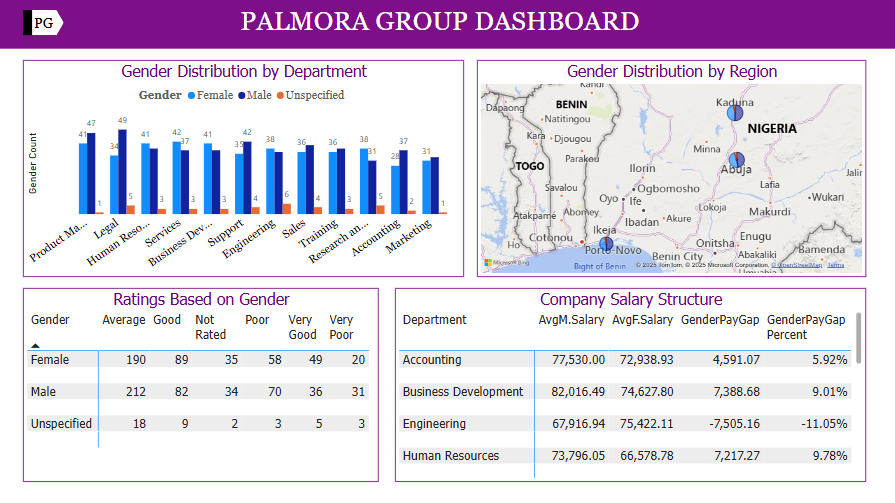 PG
PALMORA GROUP DASHBOARD
Gender Distribution by Department
Gender Female Male Unspecified
Gender Count
41 47 1
34 49 5
41 3
42 37 3
41 3
35 42 4
38 6
36 4
36 3
38 31 5
28 37 2
31 1
Product Ma...
Legal
Human Reso...
Services
Business Dev...
Support
Engineering
Sales
Training
Research an...
Accounting
Marketing
Gender Distribution by Region
Kandi
Dapaong
BENIN
Natitingou
Kaduna
NIGERIA
Kara
Djougou
Minna
Parakou
Abuja
TOGO
Ilorin
Lafia
Jalin
Savalou
Ogbomosho
Wukari
Oyo
Ife
Lokoja
Makurdi
Atakpamé
Abomey
Ibadan
Akure
Ho
Cotonou
Ikeja
Enugu
Onitsha
Porto-Novo
Benin City
Abakaliki
Bamenda
Bight of Benin
Microsoft Bing
© 2025 TomTom, © 2025 Microsoft Corporation, © OpenStreetMap Terms
Ratings Based on Gender
Gender Average Good Not Rated Poor Very Good Very Poor
Female 190 89 35 58 49 20
Male 212 82 34 70 36 31
Unspecified 18 9 2 3 5 3
Company Salary Structure
Department AvgM.Salary AvgF.Salary GenderPayGap GenderPayGap Percent
Accounting 77,530.00 72,938.93 4,591.07 5.92%
Business Development 82,016.49 74,627.80 7,388.68 9.01%
Engineering 67,916.94 75,422.11 -7,505.16 -11.05%
Human Resources 73,796.05 66,578.78 7,217.27 9.78%